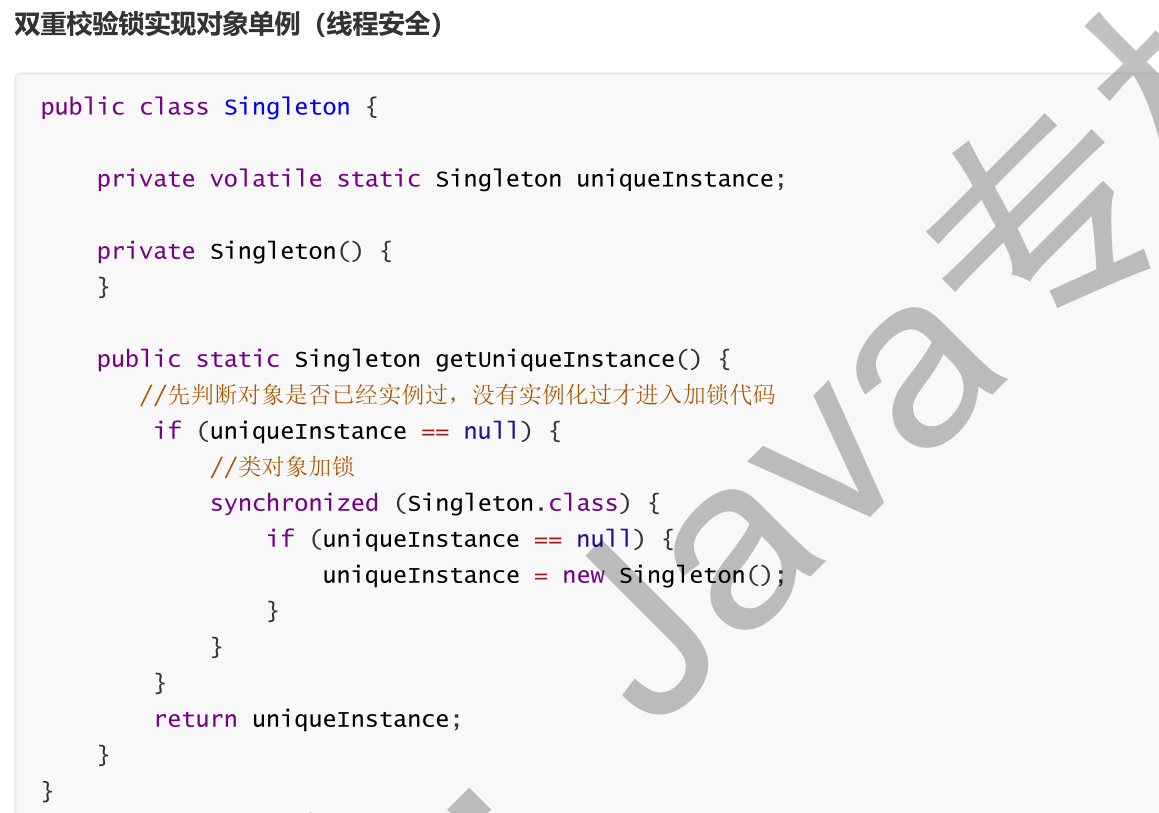 双重校验锁实现对象单例（线程安全）
public class Singleton {
private volatile static Singleton uniqueInstance;
private Singleton() {
}
public static Singleton getUniqueInstance() {
//先判断对象是否已经实例过，没有实例化过才进入加锁代码
if (uniqueInstance == null) {
//类对象加锁
synchronized (Singleton.class) {
if (uniqueInstance == null) {
uniqueInstance = new Singleton();
}
}
}
return uniqueInstance;
}
}
Java专